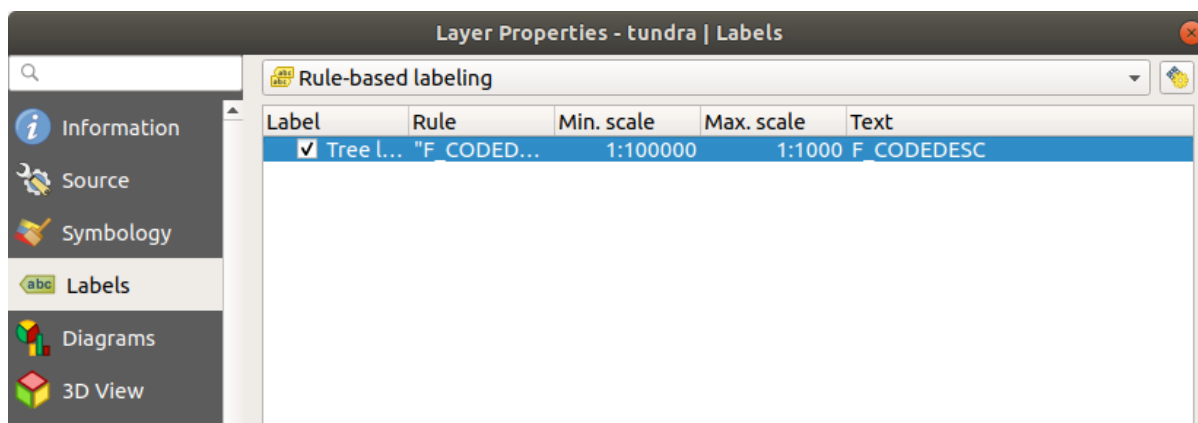 Layer Properties - tundra | Labels
Rule-based labeling
Information
Source
Symbology
abc Labels
Diagrams
3D View
Label Rule Min. scale Max. scale Text
Tree l... "F_CODED... 1:100000 1:1000 F_CODEDESC